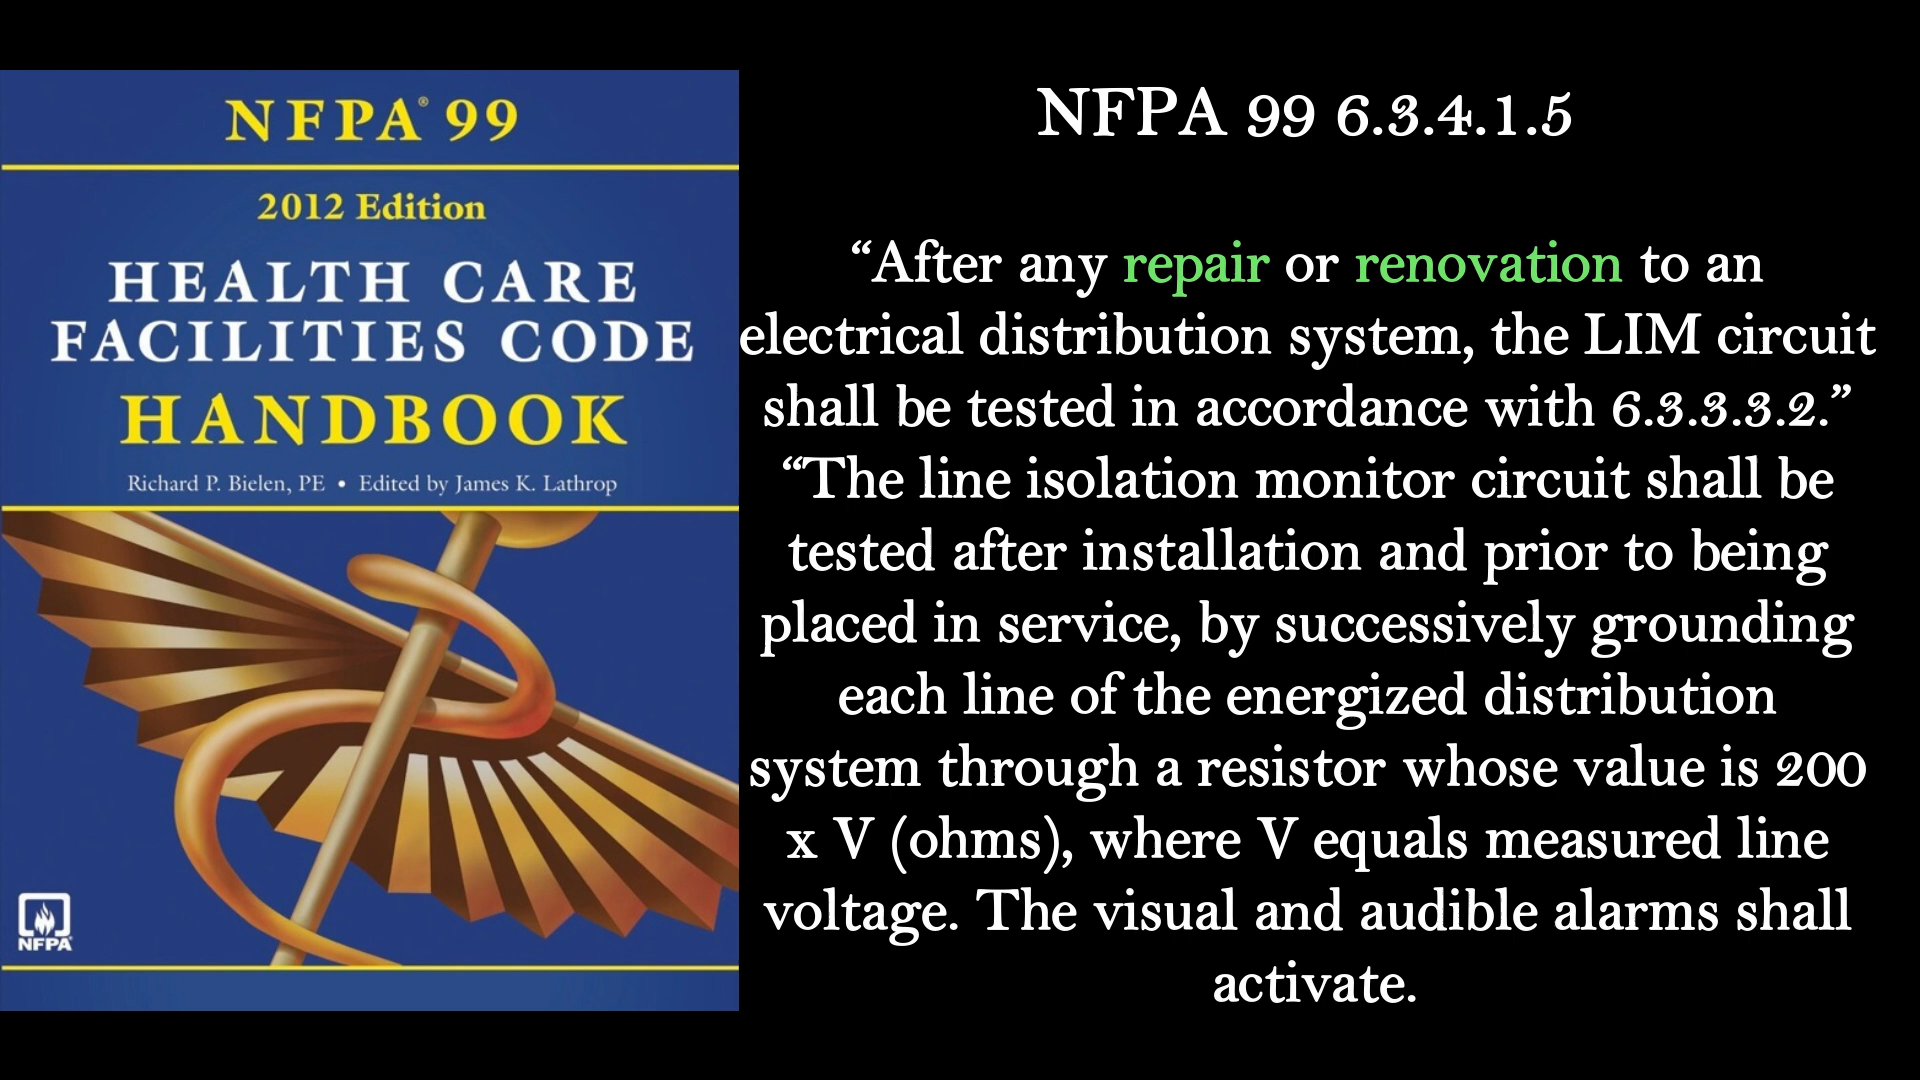 NFPA® 99
2012 Edition
HEALTH CARE
FACILITIES CODE
HANDBOOK
Richard P. Bielen, PE • Edited by James K. Lathrop
NFPA®
NFPA 99 6.3.4.1.5
“After any repair or renovation to an
electrical distribution system, the LIM circuit
shall be tested in accordance with 6.3.3.3.2.”
“The line isolation monitor circuit shall be
tested after installation and prior to being
placed in service, by successively grounding
each line of the energized distribution
system through a resistor whose value is 200
x V (ohms), where V equals measured line
voltage. The visual and audible alarms shall
activate.